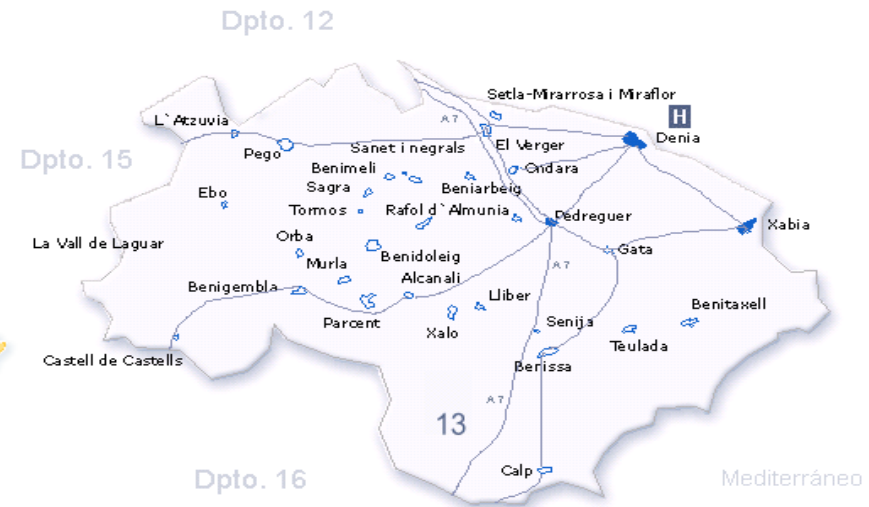 Dpto. 12
Setla-Mirarrosa i Miraflor
H
L`Atzuvia
A7
Denia
Pego
Sanet i negrals
El Verger
Dpto. 15
Benimeli
Ondara
Ebo
Sagra
Beniarbeig
Tormos
Rafol d`Almunia
Pedreguer
Xabia
La Vall de Laguar
Orba
Benidoleig
Gata
Murla
Alcanali
A7
Benigembla
Lliber
Benitaxell
Parcent
Xalo
Senija
Teulada
Castell de Castells
Benissa
A7
13
Calp
Dpto. 16
Mediterráneo